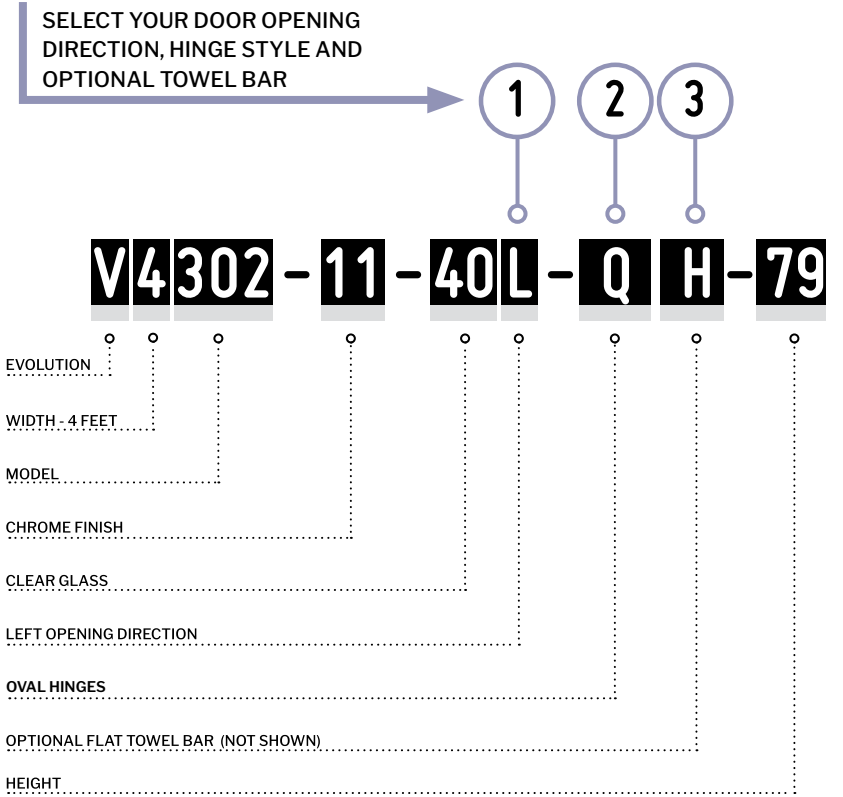 SELECT YOUR DOOR OPENING
DIRECTION, HINGE STYLE AND
OPTIONAL TOWEL BAR
1 2 3
V4302-11-40L-QH-79
EVOLUTION
WIDTH - 4 FEET
MODEL
CHROME FINISH
CLEAR GLASS
LEFT OPENING DIRECTION
OVAL HINGES
OPTIONAL FLAT TOWEL BAR (NOT SHOWN)
HEIGHT